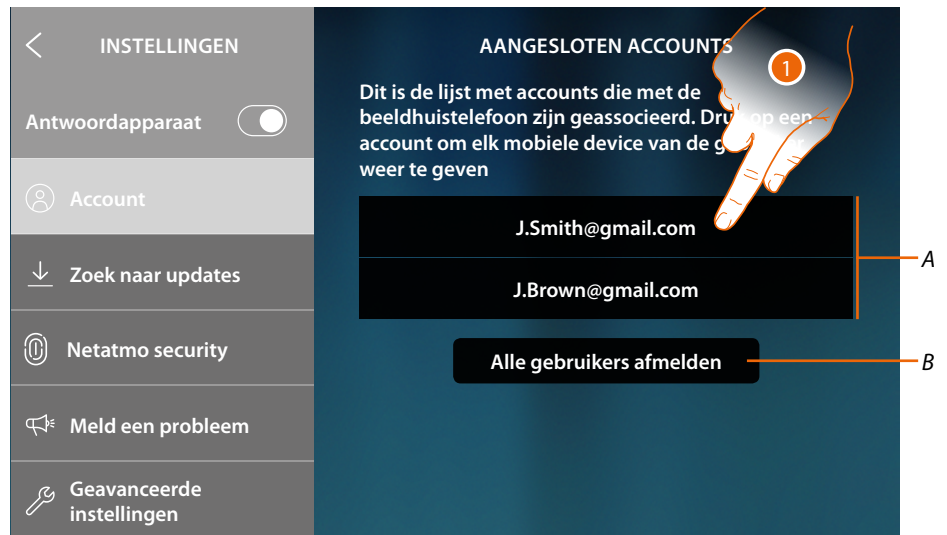 INSTELLINGEN
Antwoordapparaat
Account
Zoek naar updates
Netatmo security
Meld een probleem
Geavanceerde
instellingen
AANGESLOTEN ACCOUNTS
1
Dit is de lijst met accounts die met de
beeldhuistelefoon zijn geassocieerd. Druk op een
account om elk mobiele device van de
weer te geven
J.Smith@gmail.com
J.Brown@gmail.com
A
Alle gebruikers afmelden
B